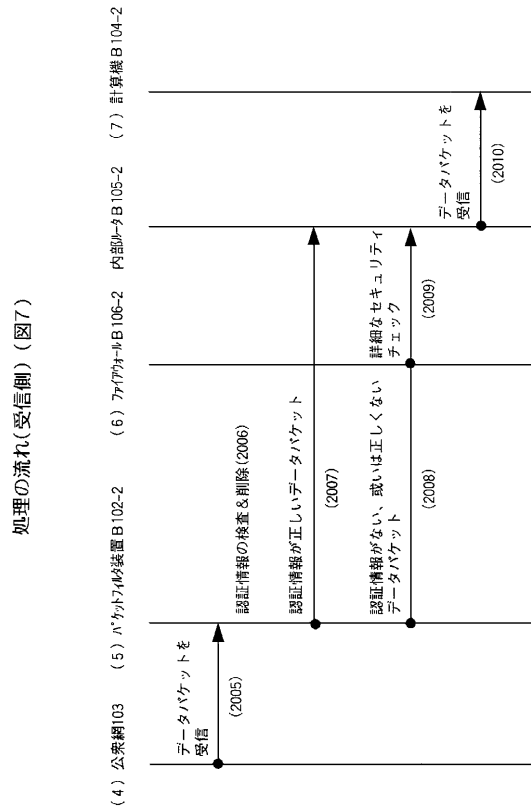 処理の流れ(受信側) (図7)
(4) 公衆網103
(5) パケットフィルタ装置B102-2
(6) ファイアウォールB106-2
内部ルータB105-2
(7) 計算機B104-2
データパケットを
受信
(2005)
認証情報の検査&削除(2006)
認証情報が正しいデータパケット
(2007)
認証情報がない、或いは正しくない
データパケット
(2008)
詳細なセキュリティ
チェック
(2009)
データパケットを
受信
(2010)